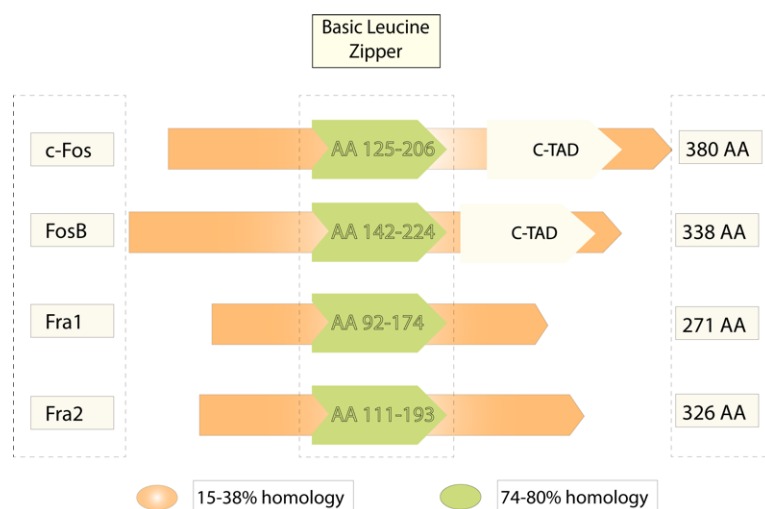 Basic Leucine
Zipper
c-Fos
AA 125-206
C-TAD
380 AA
FosB
AA 142-224
C-TAD
338 AA
Fra1
AA 92-174
271 AA
Fra2
AA 111-193
326 AA
15-38% homology
74-80% homology